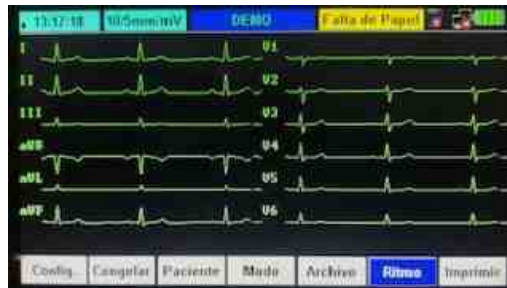 13:17:18 10/5mm/mV DEMO Falta de Papel
I V1
II V2
III V3
aVR V4
aVL V5
aVF V6
Config. Congelar Paciente Modo Archivo Ritmo Imprimir